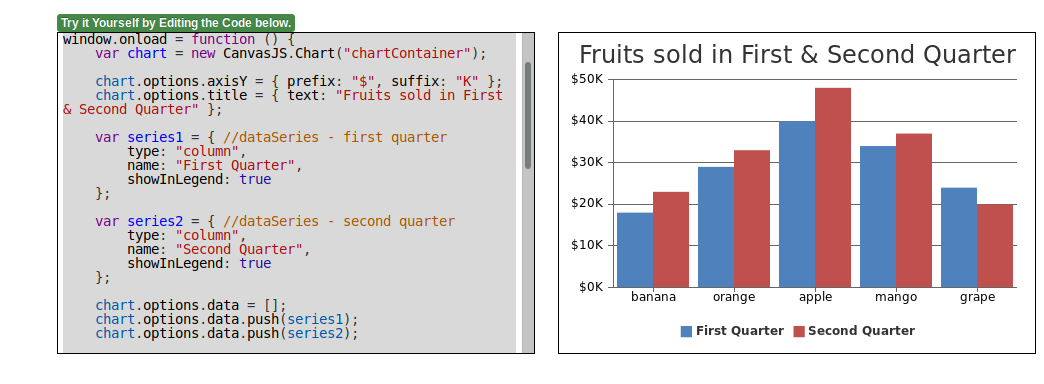 Try it Yourself by Editing the Code below.
window.onload = function () {
var chart = new CanvasJS.Chart("chartContainer");
chart.options.axisY = { prefix: "$", suffix: "K" };
chart.options.title = { text: "Fruits sold in First
& Second Quarter" };
var series1 = { //dataSeries - first quarter
type: "column",
name: "First Quarter",
showInLegend: true
};
var series2 = { //dataSeries - second quarter
type: "column",
name: "Second Quarter",
showInLegend: true
};
chart.options.data = [];
chart.options.data.push(series1);
chart.options.data.push(series2);
Fruits sold in First & Second Quarter
$50K
$40K
$30K
$20K
$10K
$0K
banana orange apple mango grape
First Quarter Second Quarter